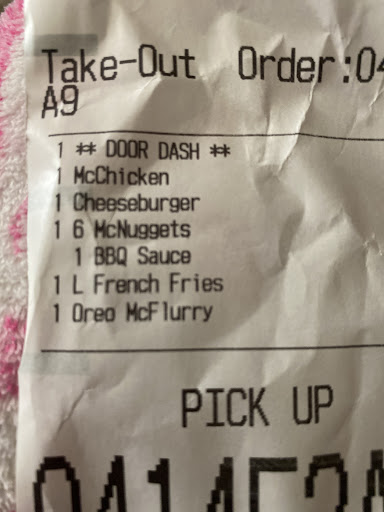 Take-Out Order:04
A9
1 ** DOOR DASH **
1 McChicken
1 Cheeseburger
1 6 McNuggets
1 BBQ Sauce
1 L French Fries
1 Oreo McFlurry
PICK UP